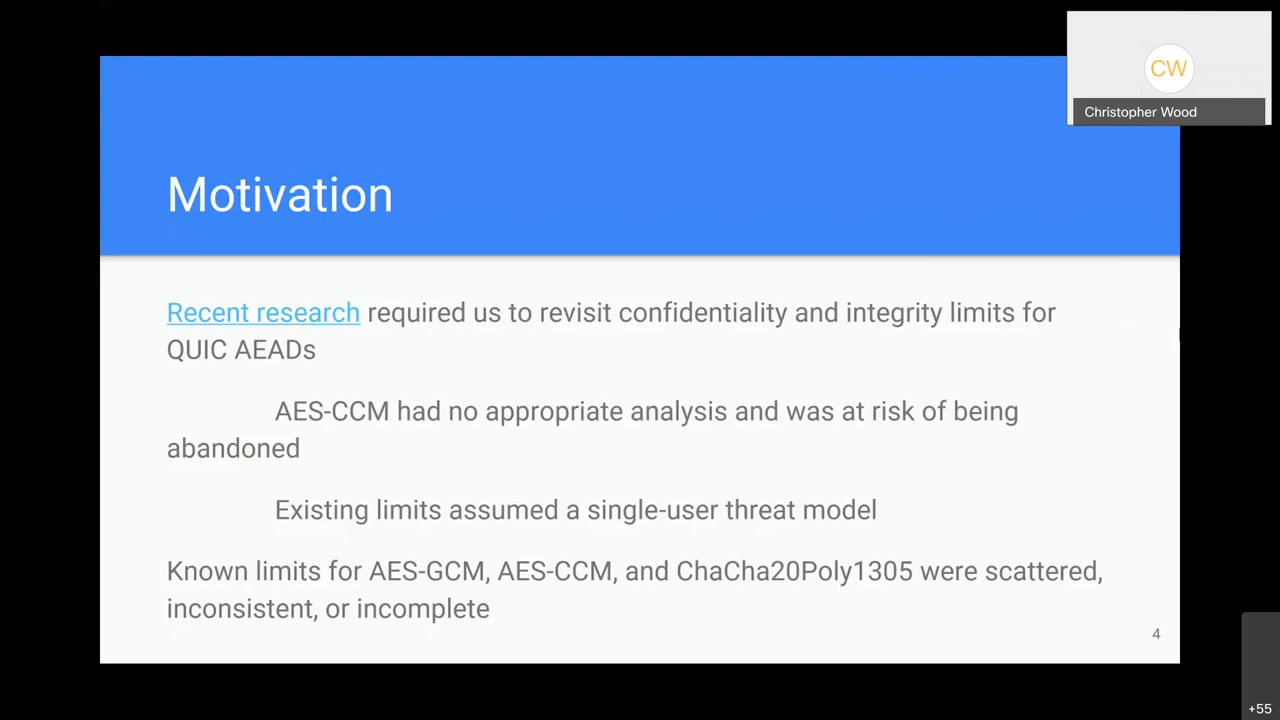 CW
Christopher Wood
Motivation
Recent research required us to revisit confidentiality and integrity limits for
QUIC AEADs
AES-CCM had no appropriate analysis and was at risk of being
abandoned
Existing limits assumed a single-user threat model
Known limits for AES-GCM, AES-CCM, and ChaCha20Poly1305 were scattered,
inconsistent, or incomplete
4
+55